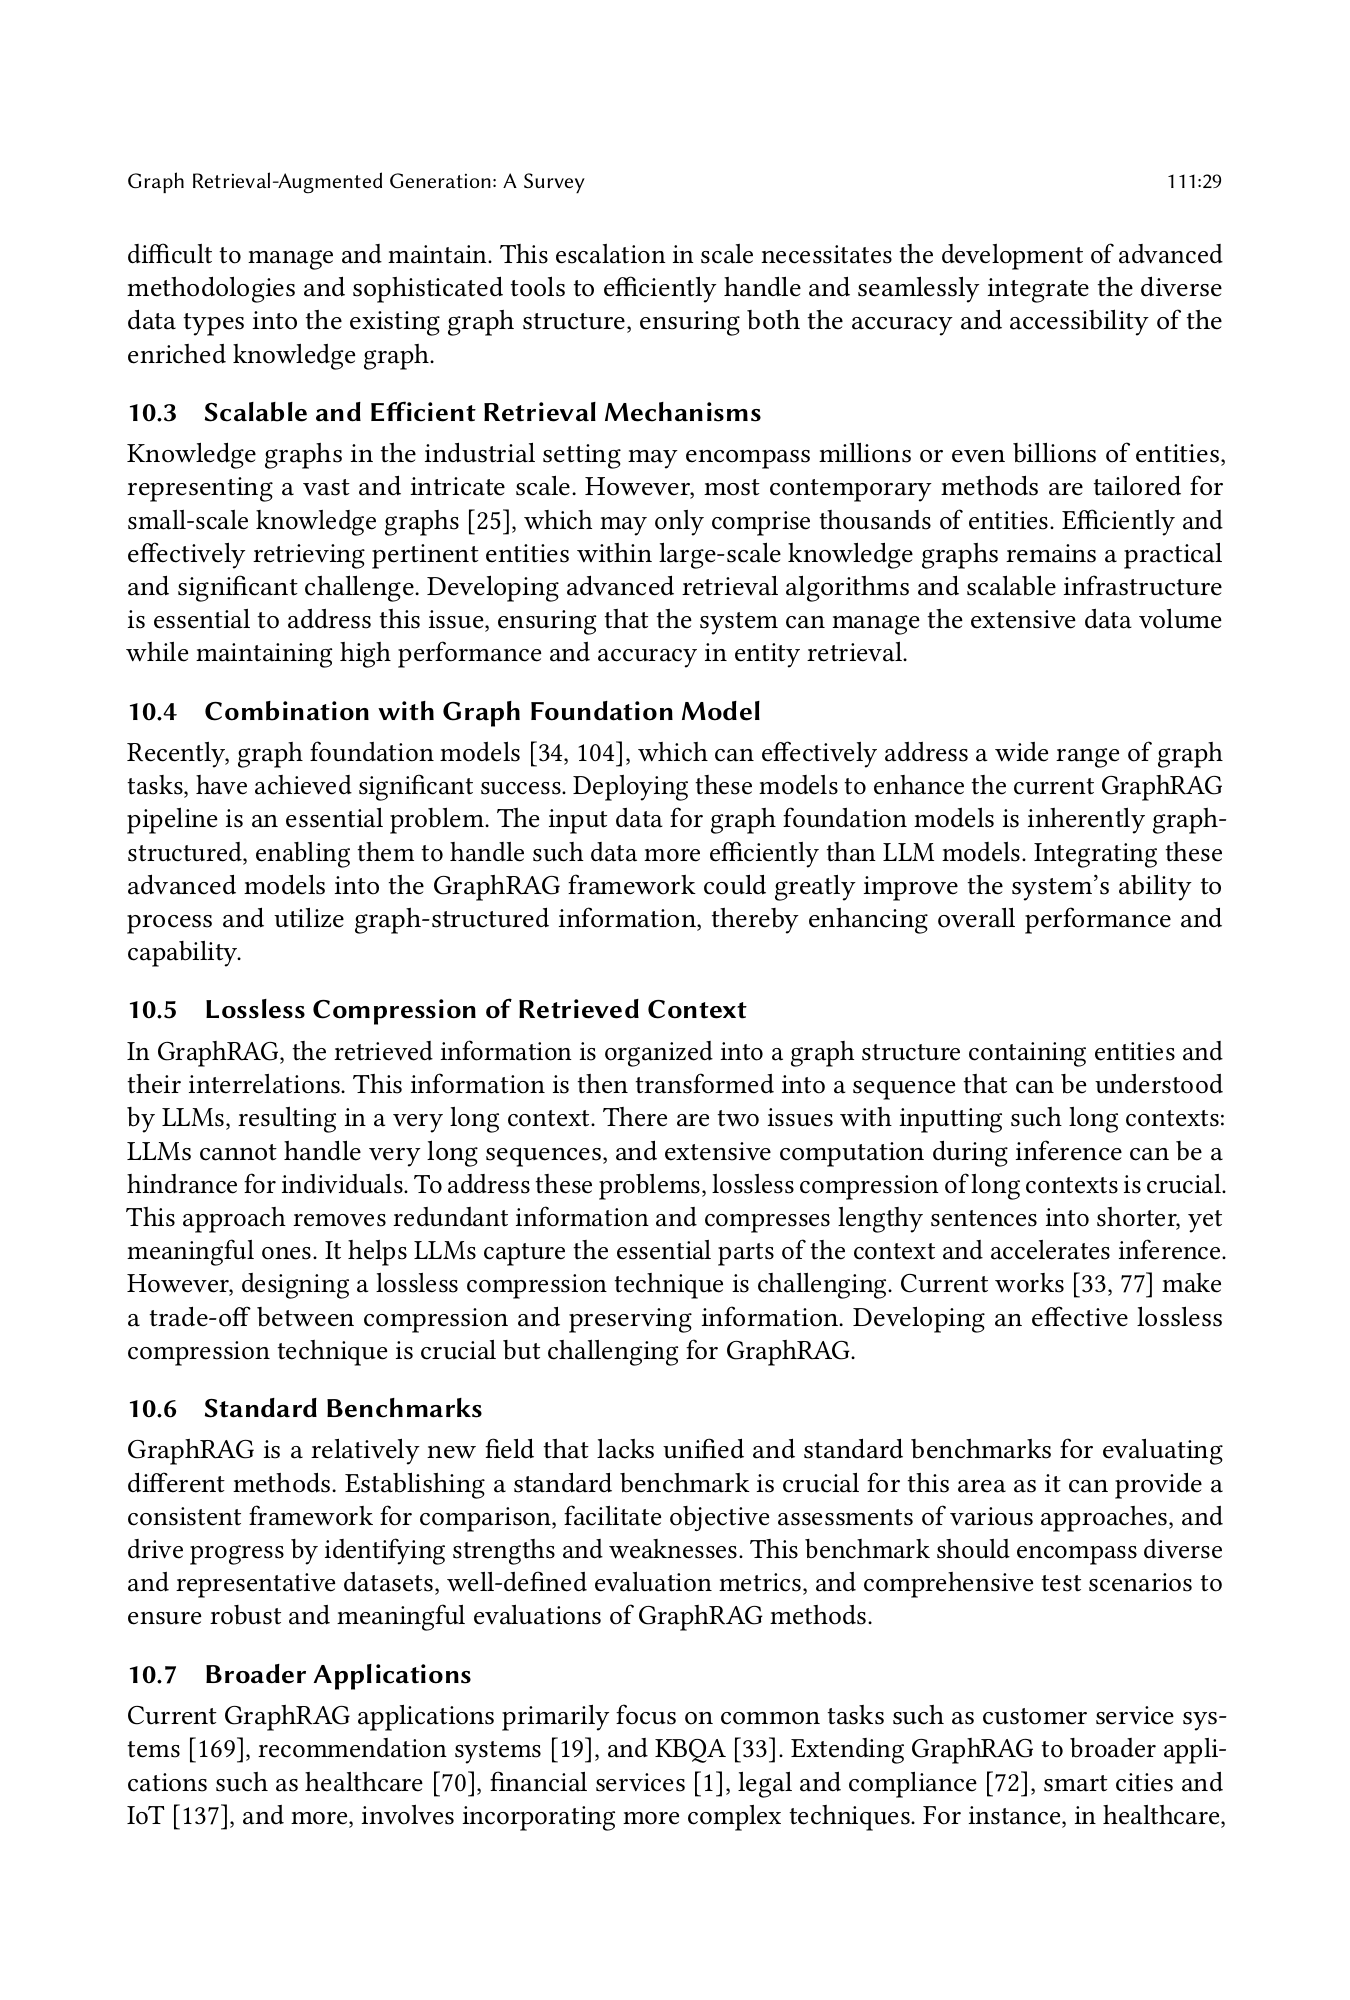 Graph Retrieval-Augmented Generation: A Survey 111:29
difficult to manage and maintain. This escalation in scale necessitates the development of advanced
methodologies and sophisticated tools to efficiently handle and seamlessly integrate the diverse
data types into the existing graph structure, ensuring both the accuracy and accessibility of the
enriched knowledge graph.
10.3 Scalable and Efficient Retrieval Mechanisms
Knowledge graphs in the industrial setting may encompass millions or even billions of entities,
representing a vast and intricate scale. However, most contemporary methods are tailored for
small-scale knowledge graphs [25], which may only comprise thousands of entities. Efficiently and
effectively retrieving pertinent entities within large-scale knowledge graphs remains a practical
and significant challenge. Developing advanced retrieval algorithms and scalable infrastructure
is essential to address this issue, ensuring that the system can manage the extensive data volume
while maintaining high performance and accuracy in entity retrieval.
10.4 Combination with Graph Foundation Model
Recently, graph foundation models [34, 104], which can effectively address a wide range of graph
tasks, have achieved significant success. Deploying these models to enhance the current GraphRAG
pipeline is an essential problem. The input data for graph foundation models is inherently graph-
structured, enabling them to handle such data more efficiently than LLM models. Integrating these
advanced models into the GraphRAG framework could greatly improve the system's ability to
process and utilize graph-structured information, thereby enhancing overall performance and
capability.
10.5 Lossless Compression of Retrieved Context
In GraphRAG, the retrieved information is organized into a graph structure containing entities and
their interrelations. This information is then transformed into a sequence that can be understood
by LLMs, resulting in a very long context. There are two issues with inputting such long contexts:
LLMs cannot handle very long sequences, and extensive computation during inference can be a
hindrance for individuals. To address these problems, lossless compression of long contexts is crucial.
This approach removes redundant information and compresses lengthy sentences into shorter, yet
meaningful ones. It helps LLMs capture the essential parts of the context and accelerates inference.
However, designing a lossless compression technique is challenging. Current works [33, 77] make
a trade-off between compression and preserving information. Developing an effective lossless
compression technique is crucial but challenging for GraphRAG.
10.6 Standard Benchmarks
GraphRAG is a relatively new field that lacks unified and standard benchmarks for evaluating
different methods. Establishing a standard benchmark is crucial for this area as it can provide a
consistent framework for comparison, facilitate objective assessments of various approaches, and
drive progress by identifying strengths and weaknesses. This benchmark should encompass diverse
and representative datasets, well-defined evaluation metrics, and comprehensive test scenarios to
ensure robust and meaningful evaluations of GraphRAG methods.
10.7 Broader Applications
Current GraphRAG applications primarily focus on common tasks such as customer service sys-
tems [169], recommendation systems [19], and KBQA [33]. Extending GraphRAG to broader appli-
cations such as healthcare [70], financial services [1], legal and compliance [72], smart cities and
IoT [137], and more, involves incorporating more complex techniques. For instance, in healthcare,